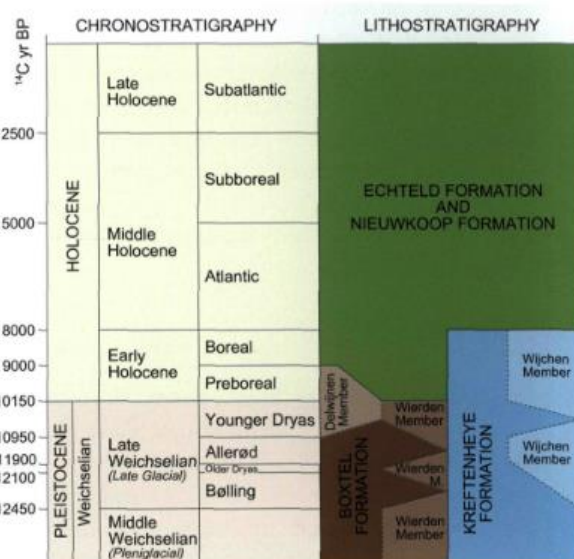 CHRONOSTRATIGRAPHY
LITHOSTRATIGRAPHY
14C yr BP
2500
5000
8000
9000
10150
10950
11900
12100
12450
HOLOCENE
PLEISTOCENE
Weichselian
Late
Holocene
Middle
Holocene
Early
Holocene
Late
Weichselian
(Late Glacial)
Middle
Weichselian
(Pleniglacial)
Subatlantic
Subboreal
Atlantic
Boreal
Preboreal
Younger Dryas
Allerød
Older Dryas
Bølling
ECHTELD FORMATION
AND
NIEUWKOOP FORMATION
Delwijnen
Member
BOXTEL
FORMATION
Wierden
Member
Wierden
M.
Wierden
Member
KREFTENHEYE
FORMATION
Wijchen
Member
Wijchen
Member